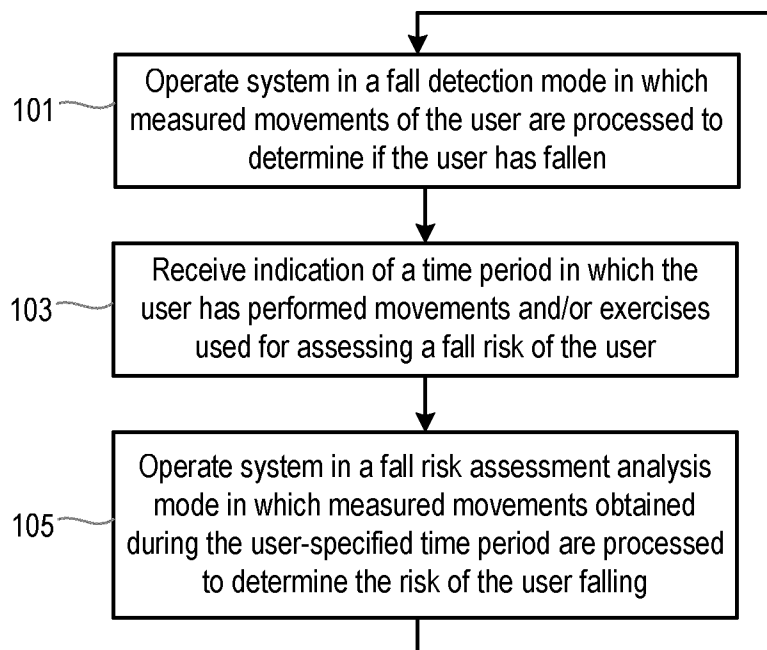 101
Operate system in a fall detection mode in which
measured movements of the user are processed to
determine if the user has fallen
103
Receive indication of a time period in which the
user has performed movements and/or exercises
used for assessing a fall risk of the user
105
Operate system in a fall risk assessment analysis
mode in which measured movements obtained
during the user-specified time period are processed
to determine the risk of the user falling